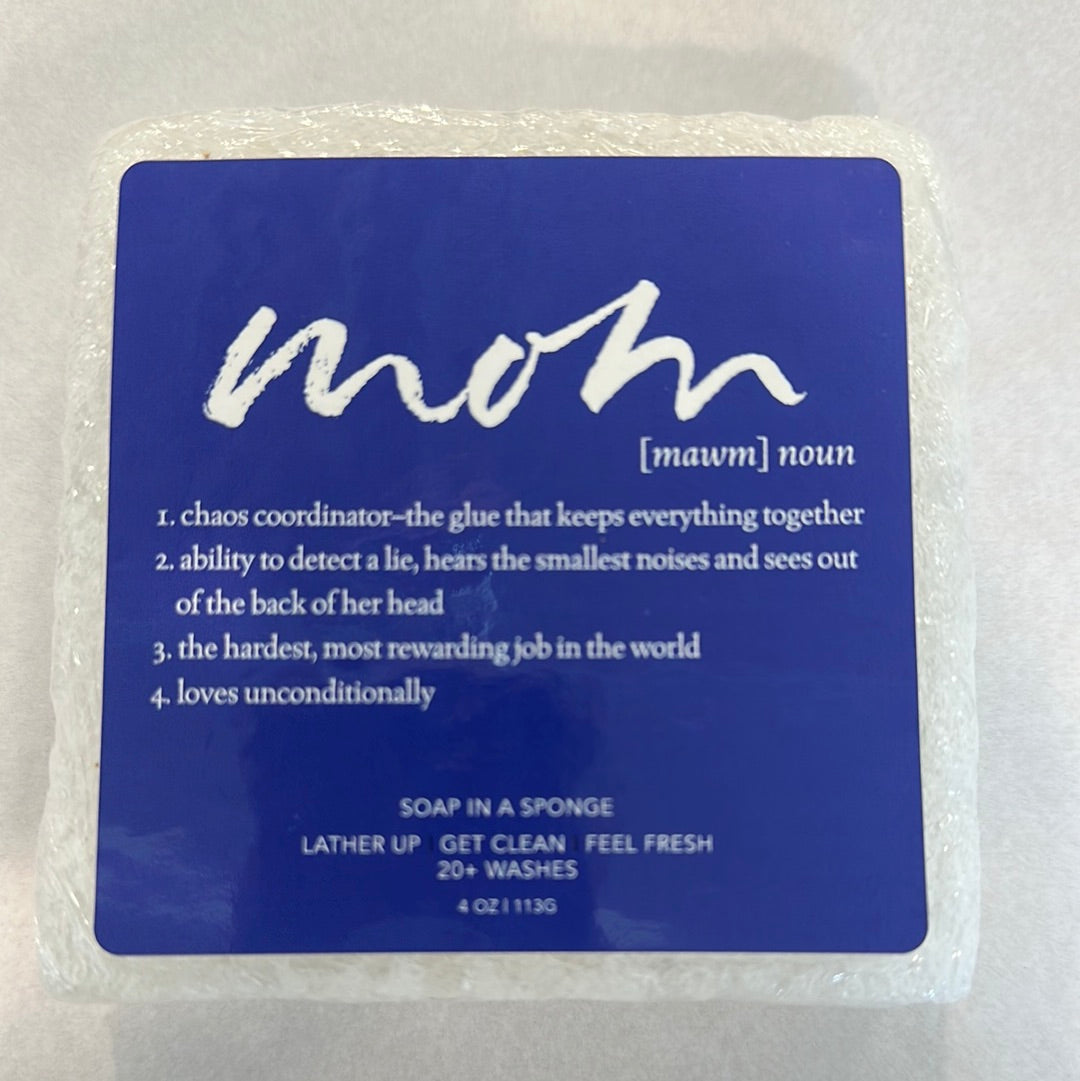 mom
[mawm] noun
1. chaos coordinator–the glue that keeps everything together
2. ability to detect a lie, hears the smallest noises and sees out
of the back of her head
3. the hardest, most rewarding job in the world
4. loves unconditionally
SOAP IN A SPONGE
LATHER UP | GET CLEAN | FEEL FRESH
20+ WASHES
4 OZ | 113G